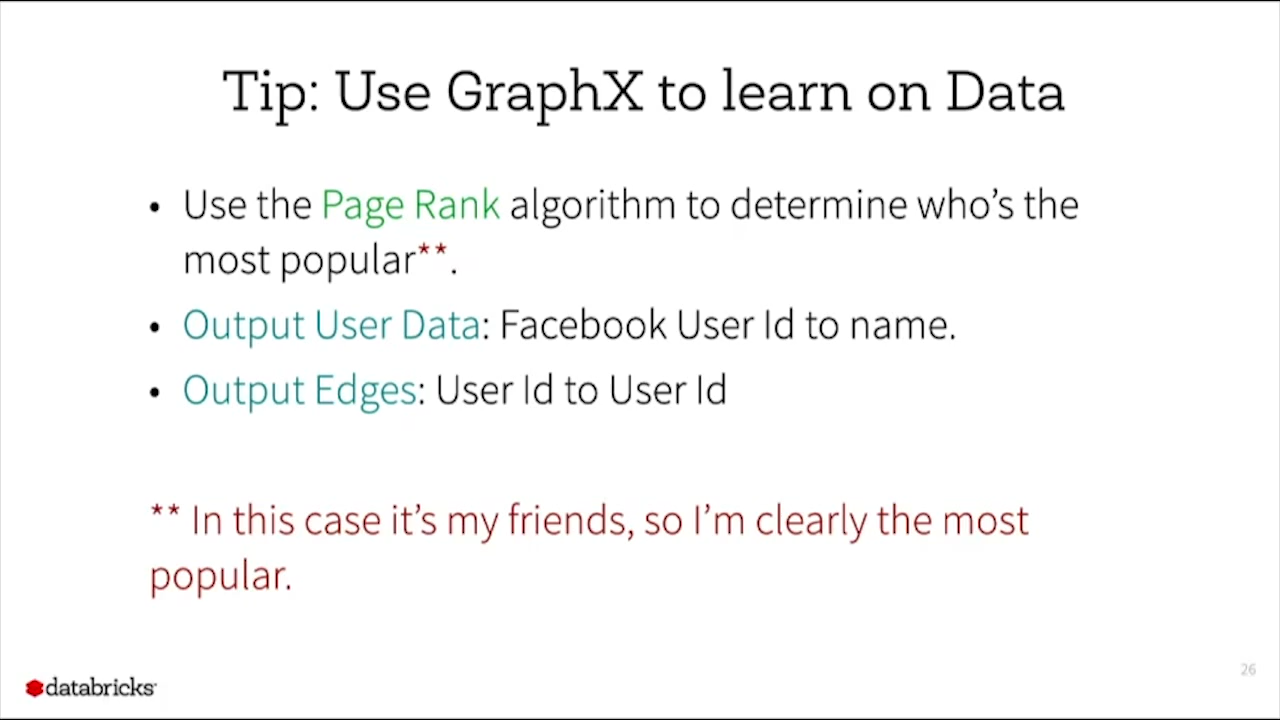 Tip: Use GraphX to learn on Data
• Use the Page Rank algorithm to determine who's the
most popular**.
• Output User Data: Facebook User Id to name.
• Output Edges: User Id to User Id
** In this case it's my friends, so I'm clearly the most
popular.
databricks
26